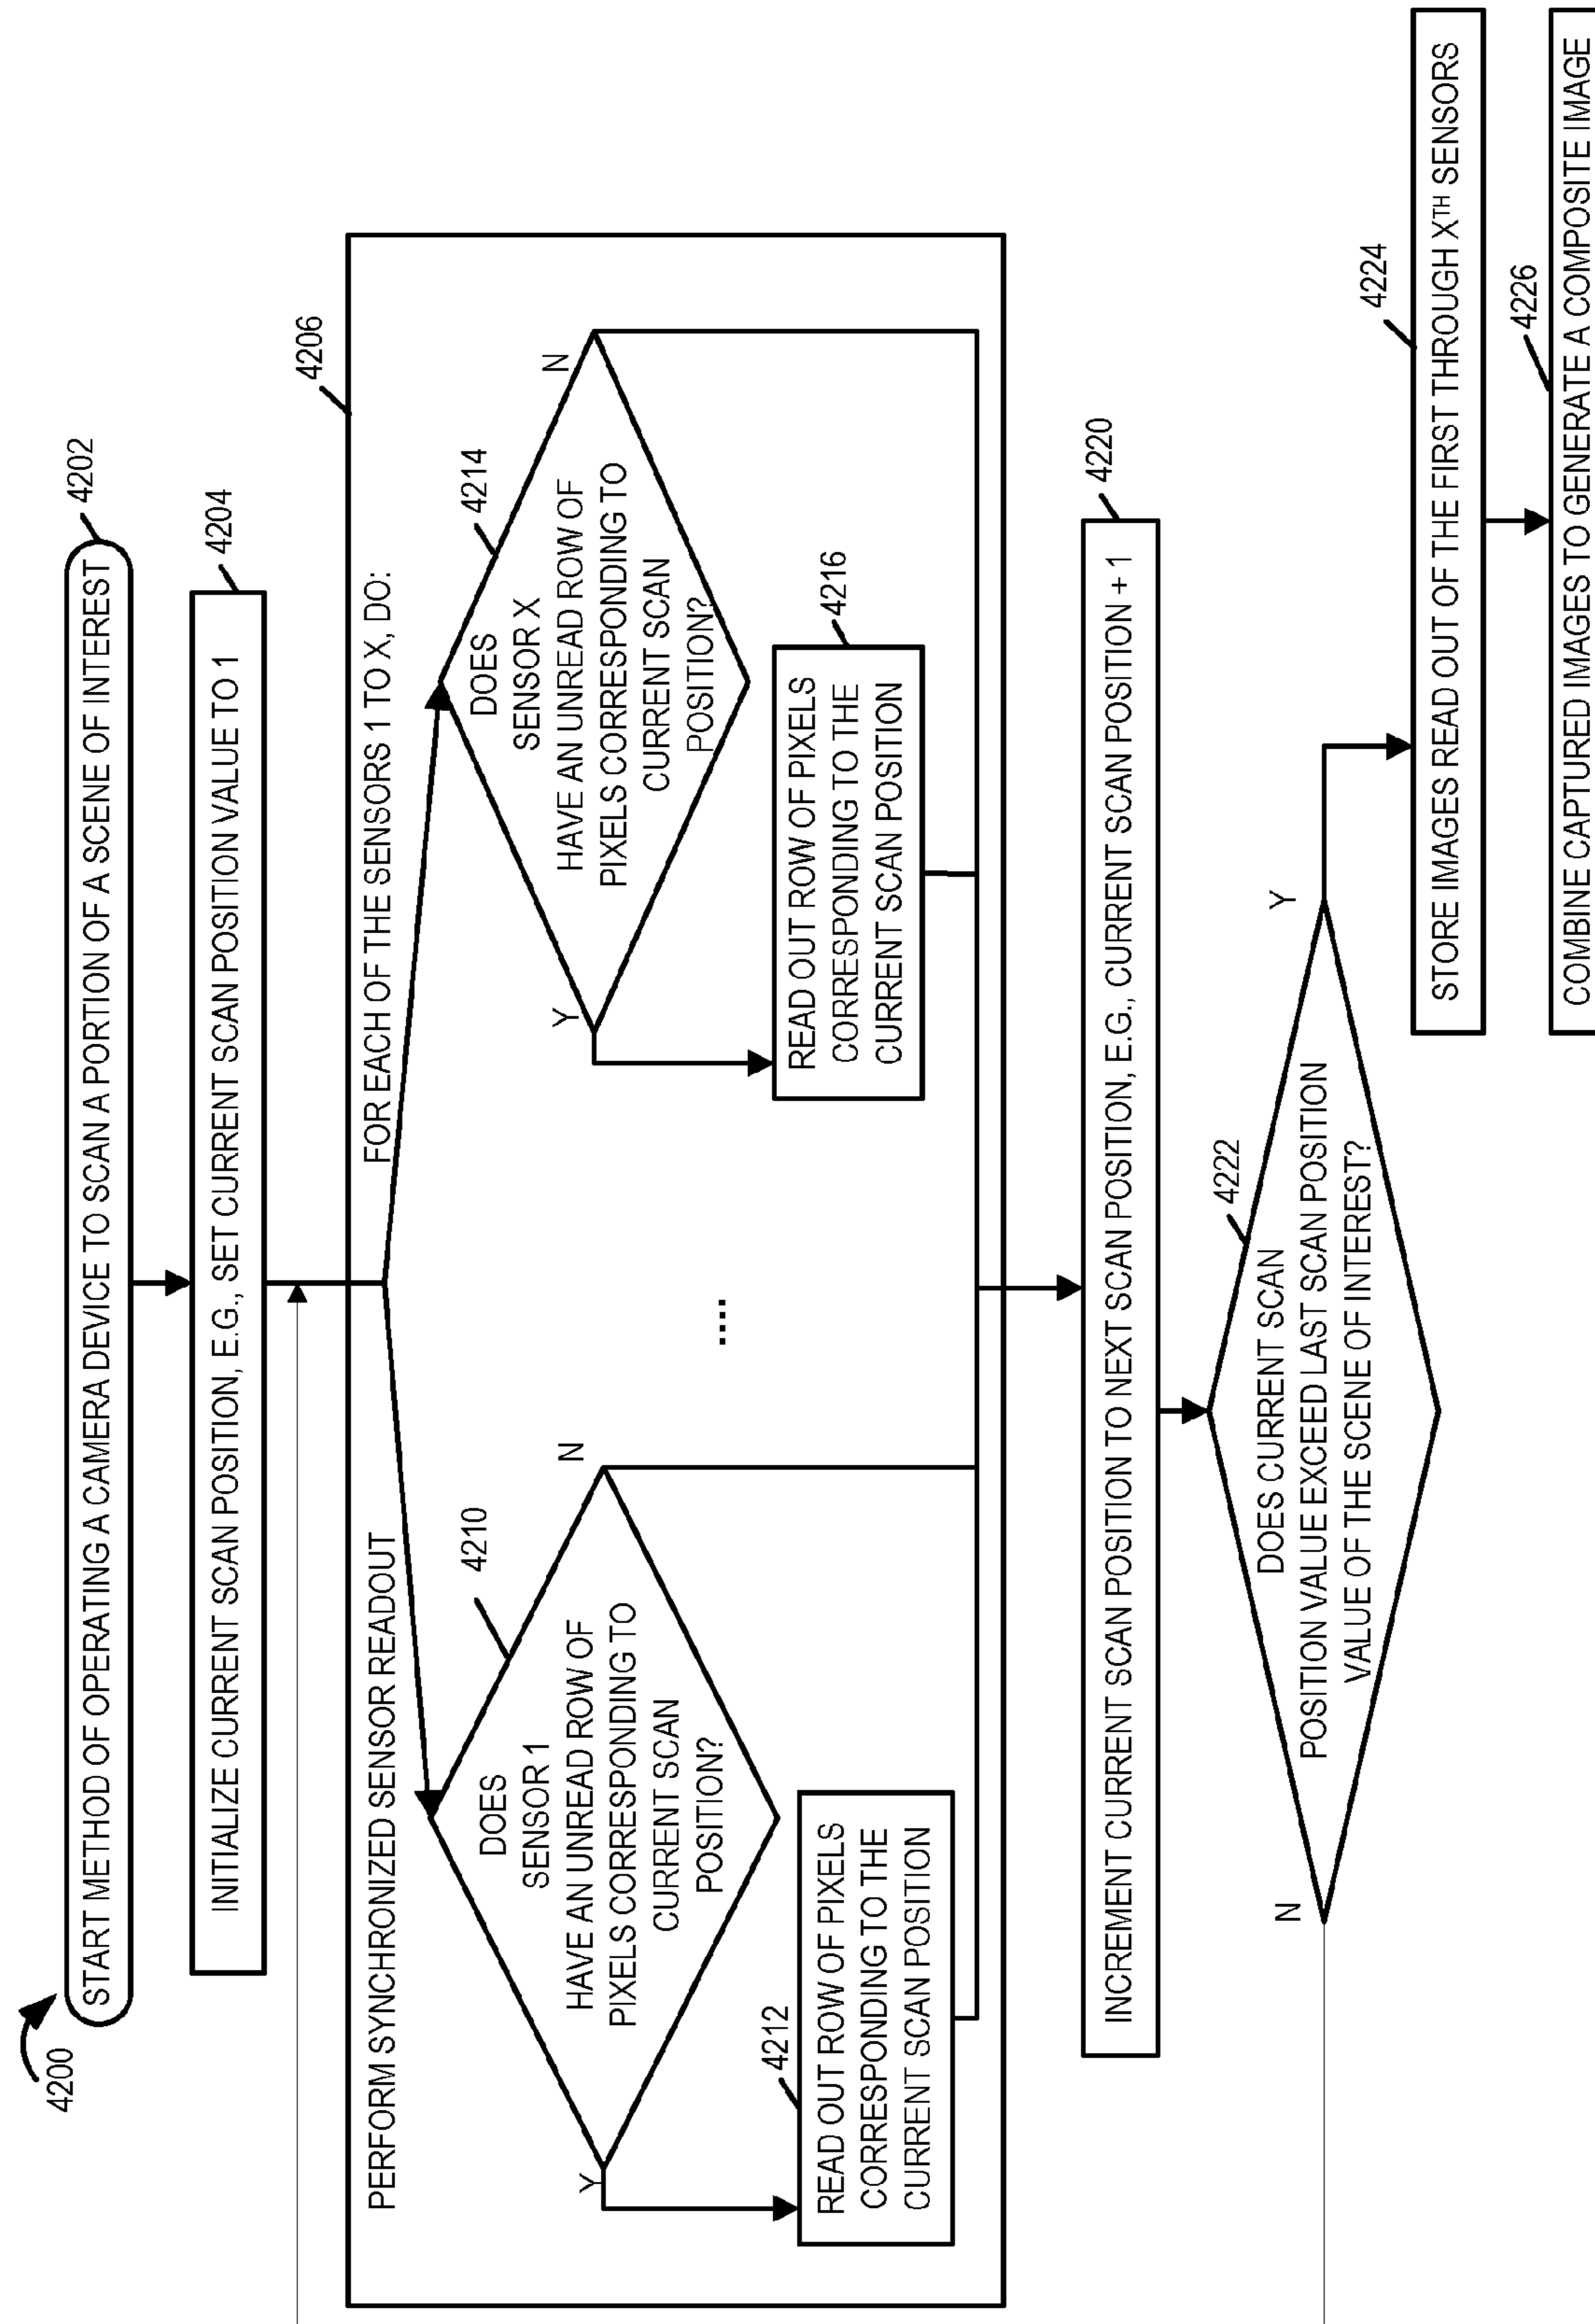 4200
START METHOD OF OPERATING A CAMERA DEVICE TO SCAN A PORTION OF A SCENE OF INTEREST
4202
4204
INITIALIZE CURRENT SCAN POSITION, E.G., SET CURRENT SCAN POSITION VALUE TO 1
4206
PERFORM SYNCHRONIZED SENSOR READOUT
FOR EACH OF THE SENSORS 1 TO X, DO:
4210
DOES
SENSOR 1
HAVE AN UNREAD ROW OF
PIXELS CORRESPONDING TO
CURRENT SCAN
POSITION?
Y
N
4212
READ OUT ROW OF PIXELS
CORRESPONDING TO THE
CURRENT SCAN POSITION
....
4214
DOES
SENSOR X
HAVE AN UNREAD ROW OF
PIXELS CORRESPONDING TO
CURRENT SCAN
POSITION?
Y
N
4216
READ OUT ROW OF PIXELS
CORRESPONDING TO THE
CURRENT SCAN POSITION
4220
INCREMENT CURRENT SCAN POSITION TO NEXT SCAN POSITION, E.G., CURRENT SCAN POSITION + 1
4222
DOES CURRENT SCAN
POSITION VALUE EXCEED LAST SCAN POSITION
VALUE OF THE SCENE OF INTEREST?
N
Y
4224
STORE IMAGES READ OUT OF THE FIRST THROUGH XTH SENSORS
4226
COMBINE CAPTURED IMAGES TO GENERATE A COMPOSITE IMAGE